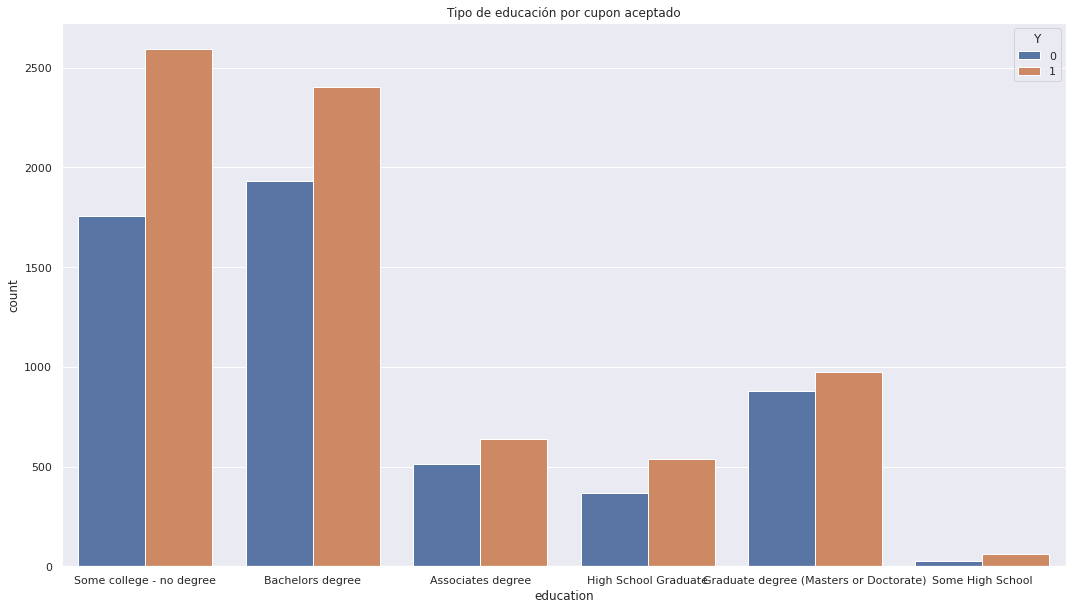 Tipo de educación por cupon aceptado
Y
0
1
2500
2000
1500
1000
500
0
count
Some college - no degree
Bachelors degree
Associates degree
High School Graduate
Graduate degree (Masters or Doctorate)
Some High School
education